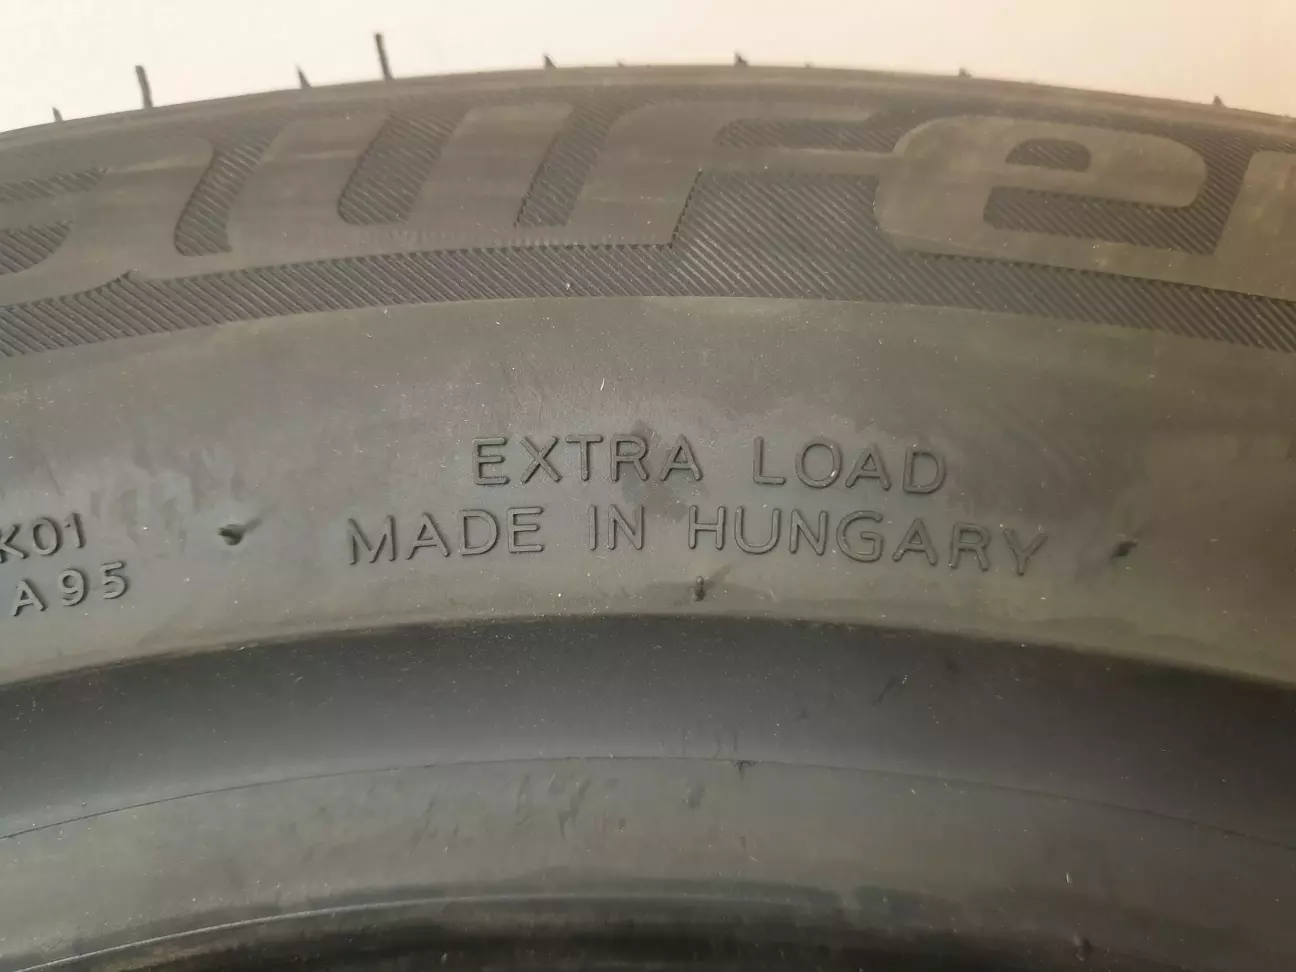 EXTRA LOAD
K01
MADE IN HUNGARY
A95